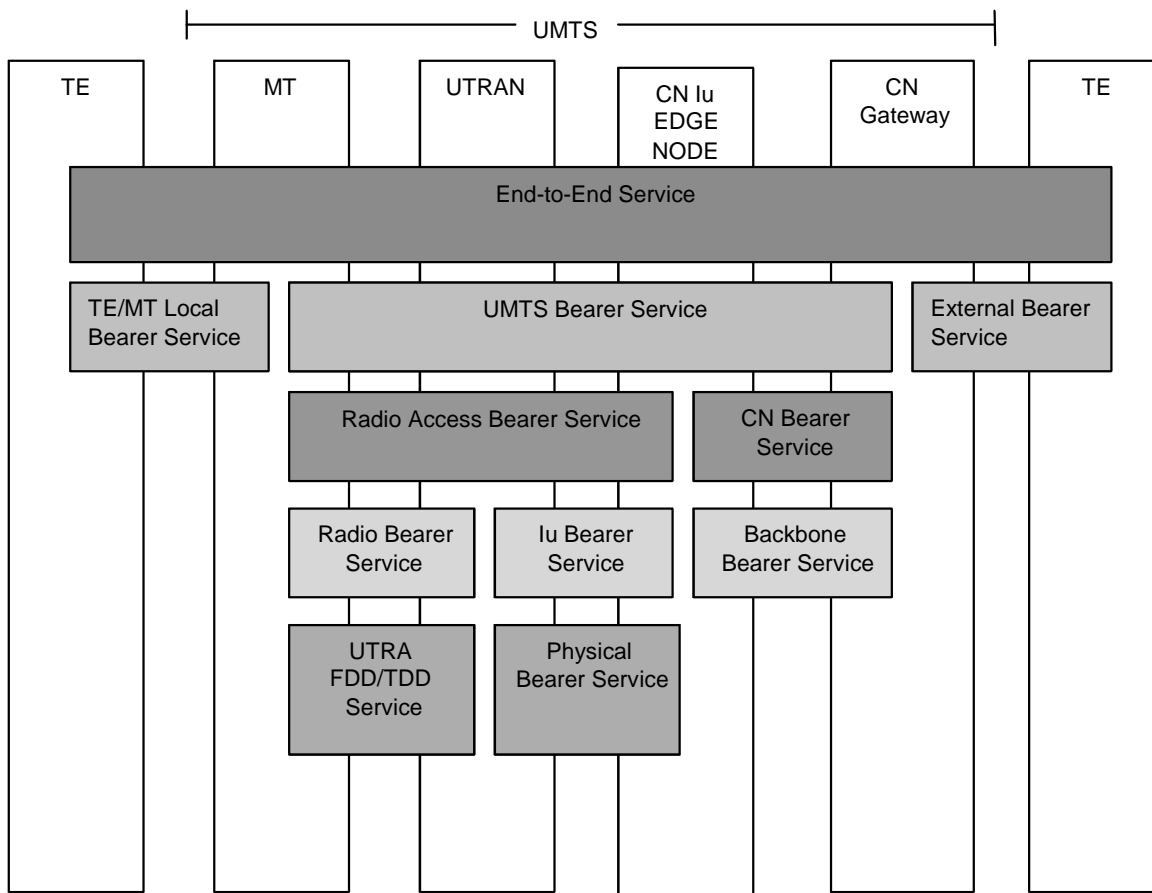 UMTS
TE
MT
UTRAN
CN Iu
EDGE
NODE
CN
Gateway
TE
End-to-End Service
TE/MT Local
Bearer Service
UMTS Bearer Service
External Bearer
Service
Radio Access Bearer Service
CN Bearer
Service
Radio Bearer
Service
Iu Bearer
Service
Backbone
Bearer Service
UTRA
FDD/TDD
Service
Physical
Bearer Service